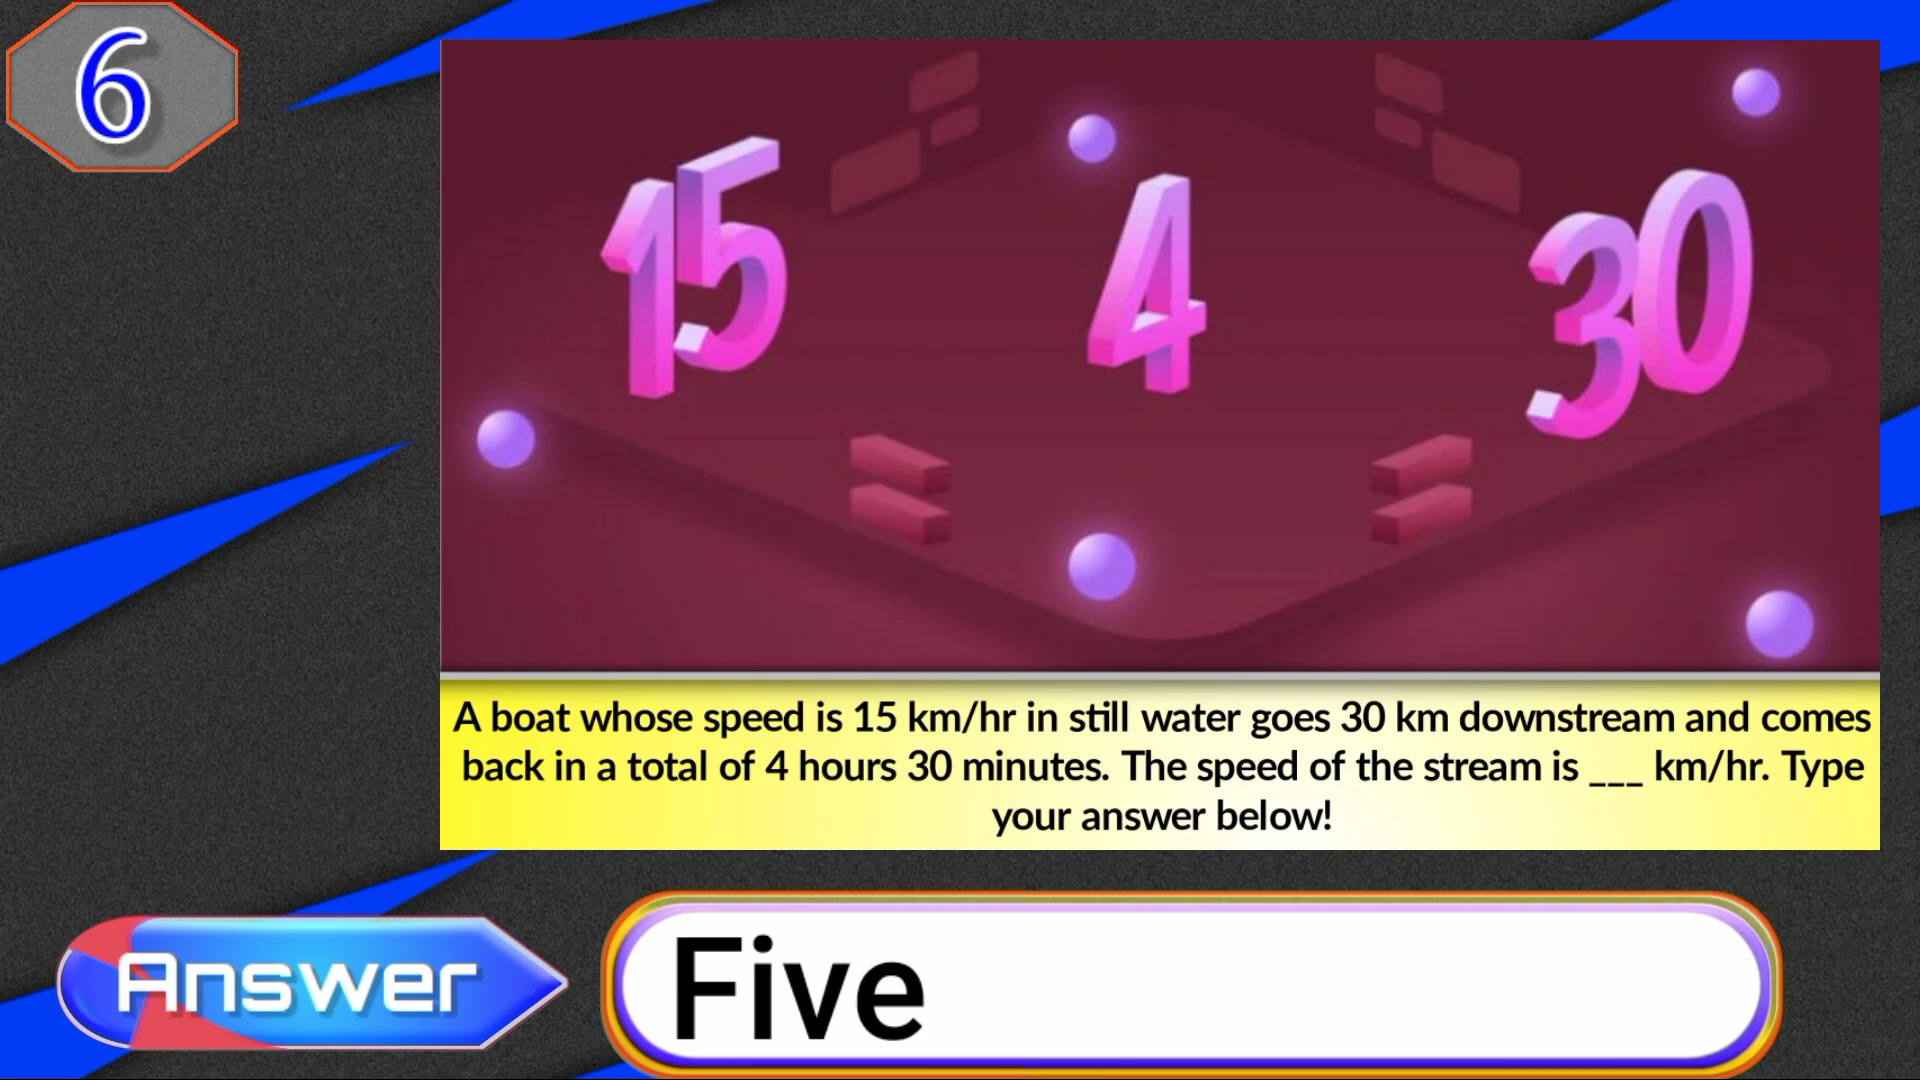 6
15 4 30
A boat whose speed is 15 km/hr in still water goes 30 km downstream and comes
back in a total of 4 hours 30 minutes. The speed of the stream is ___ km/hr. Type
your answer below!
Answer
Five